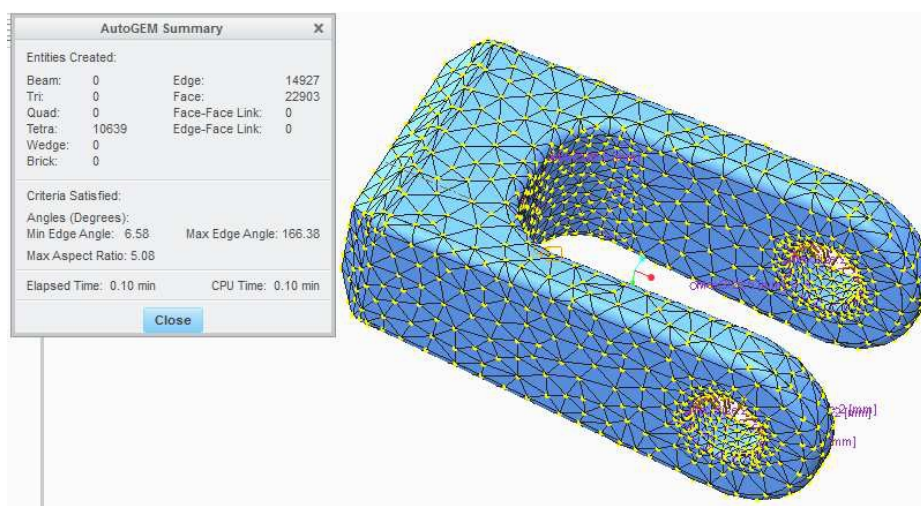 AutoGEM Summary X
Entities Created:
Beam: 0 Edge: 14927
Tri: 0 Face: 22903
Quad: 0 Face-Face Link: 0
Tetra: 10639 Edge-Face Link: 0
Wedge: 0
Brick: 0
Criteria Satisfied:
Angles (Degrees):
Min Edge Angle: 6.58 Max Edge Angle: 166.38
Max Aspect Ratio: 5.08
Elapsed Time: 0.10 min CPU Time: 0.10 min
Close
[mm]
mm]